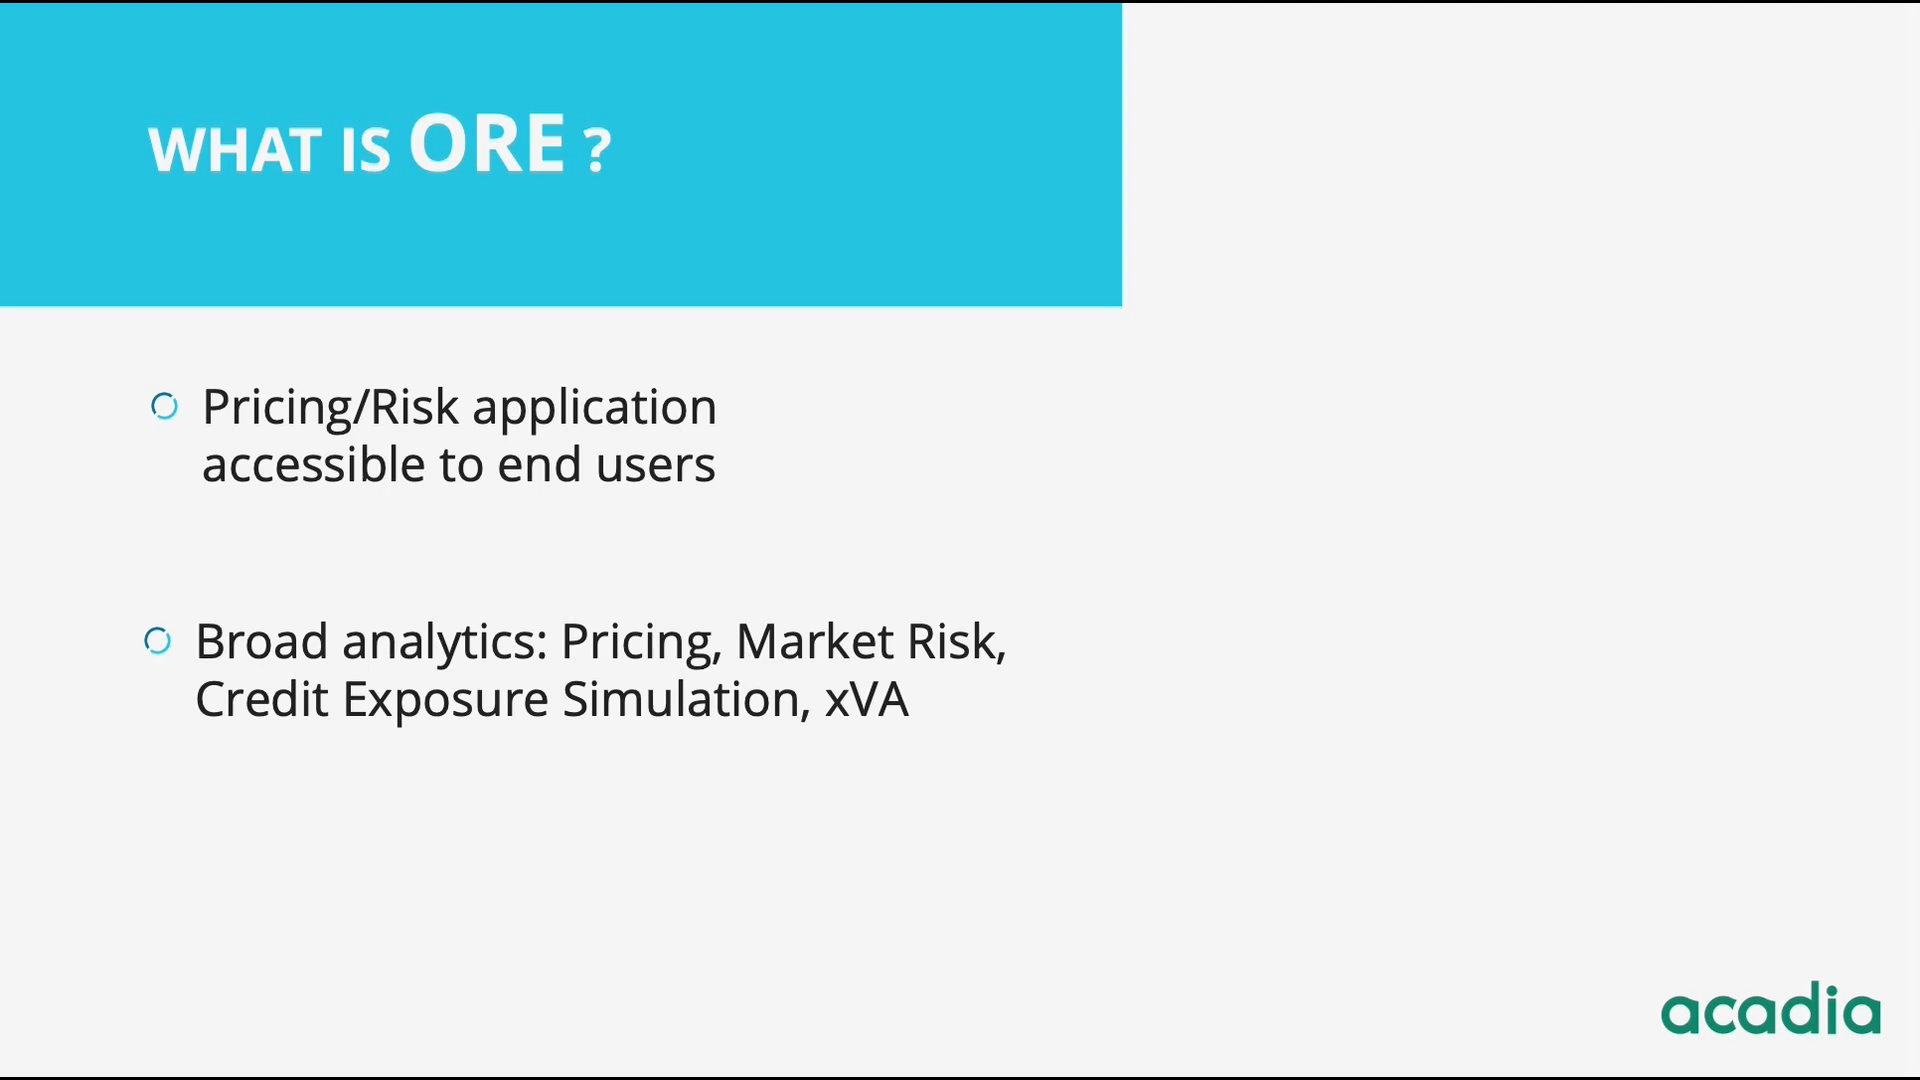 WHAT IS ORE ?
Pricing/Risk application
accessible to end users
Broad analytics: Pricing, Market Risk,
Credit Exposure Simulation, xVA
acadia